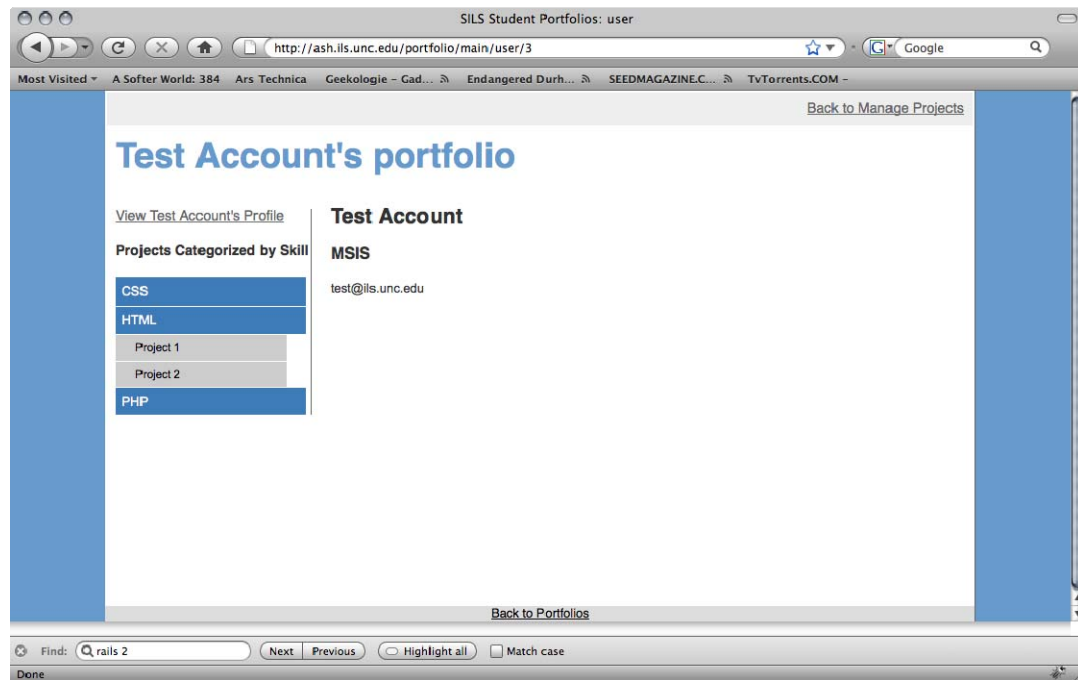 SILS Student Portfolios: user
http://ash.ils.unc.edu/portfolio/main/user/3
G Google
Most Visited A Softer World: 384 Ars Technica Geekologie – Gad... Endangered Durh... SEEDMAGAZINE.C... TvTorrents.COM –
Back to Manage Projects
Test Account's portfolio
View Test Account's Profile
Projects Categorized by Skill
CSS
HTML
Project 1
Project 2
PHP
Test Account
MSIS
test@ils.unc.edu
Back to Portfolios
Find: rails 2 Next Previous Highlight all Match case
Done